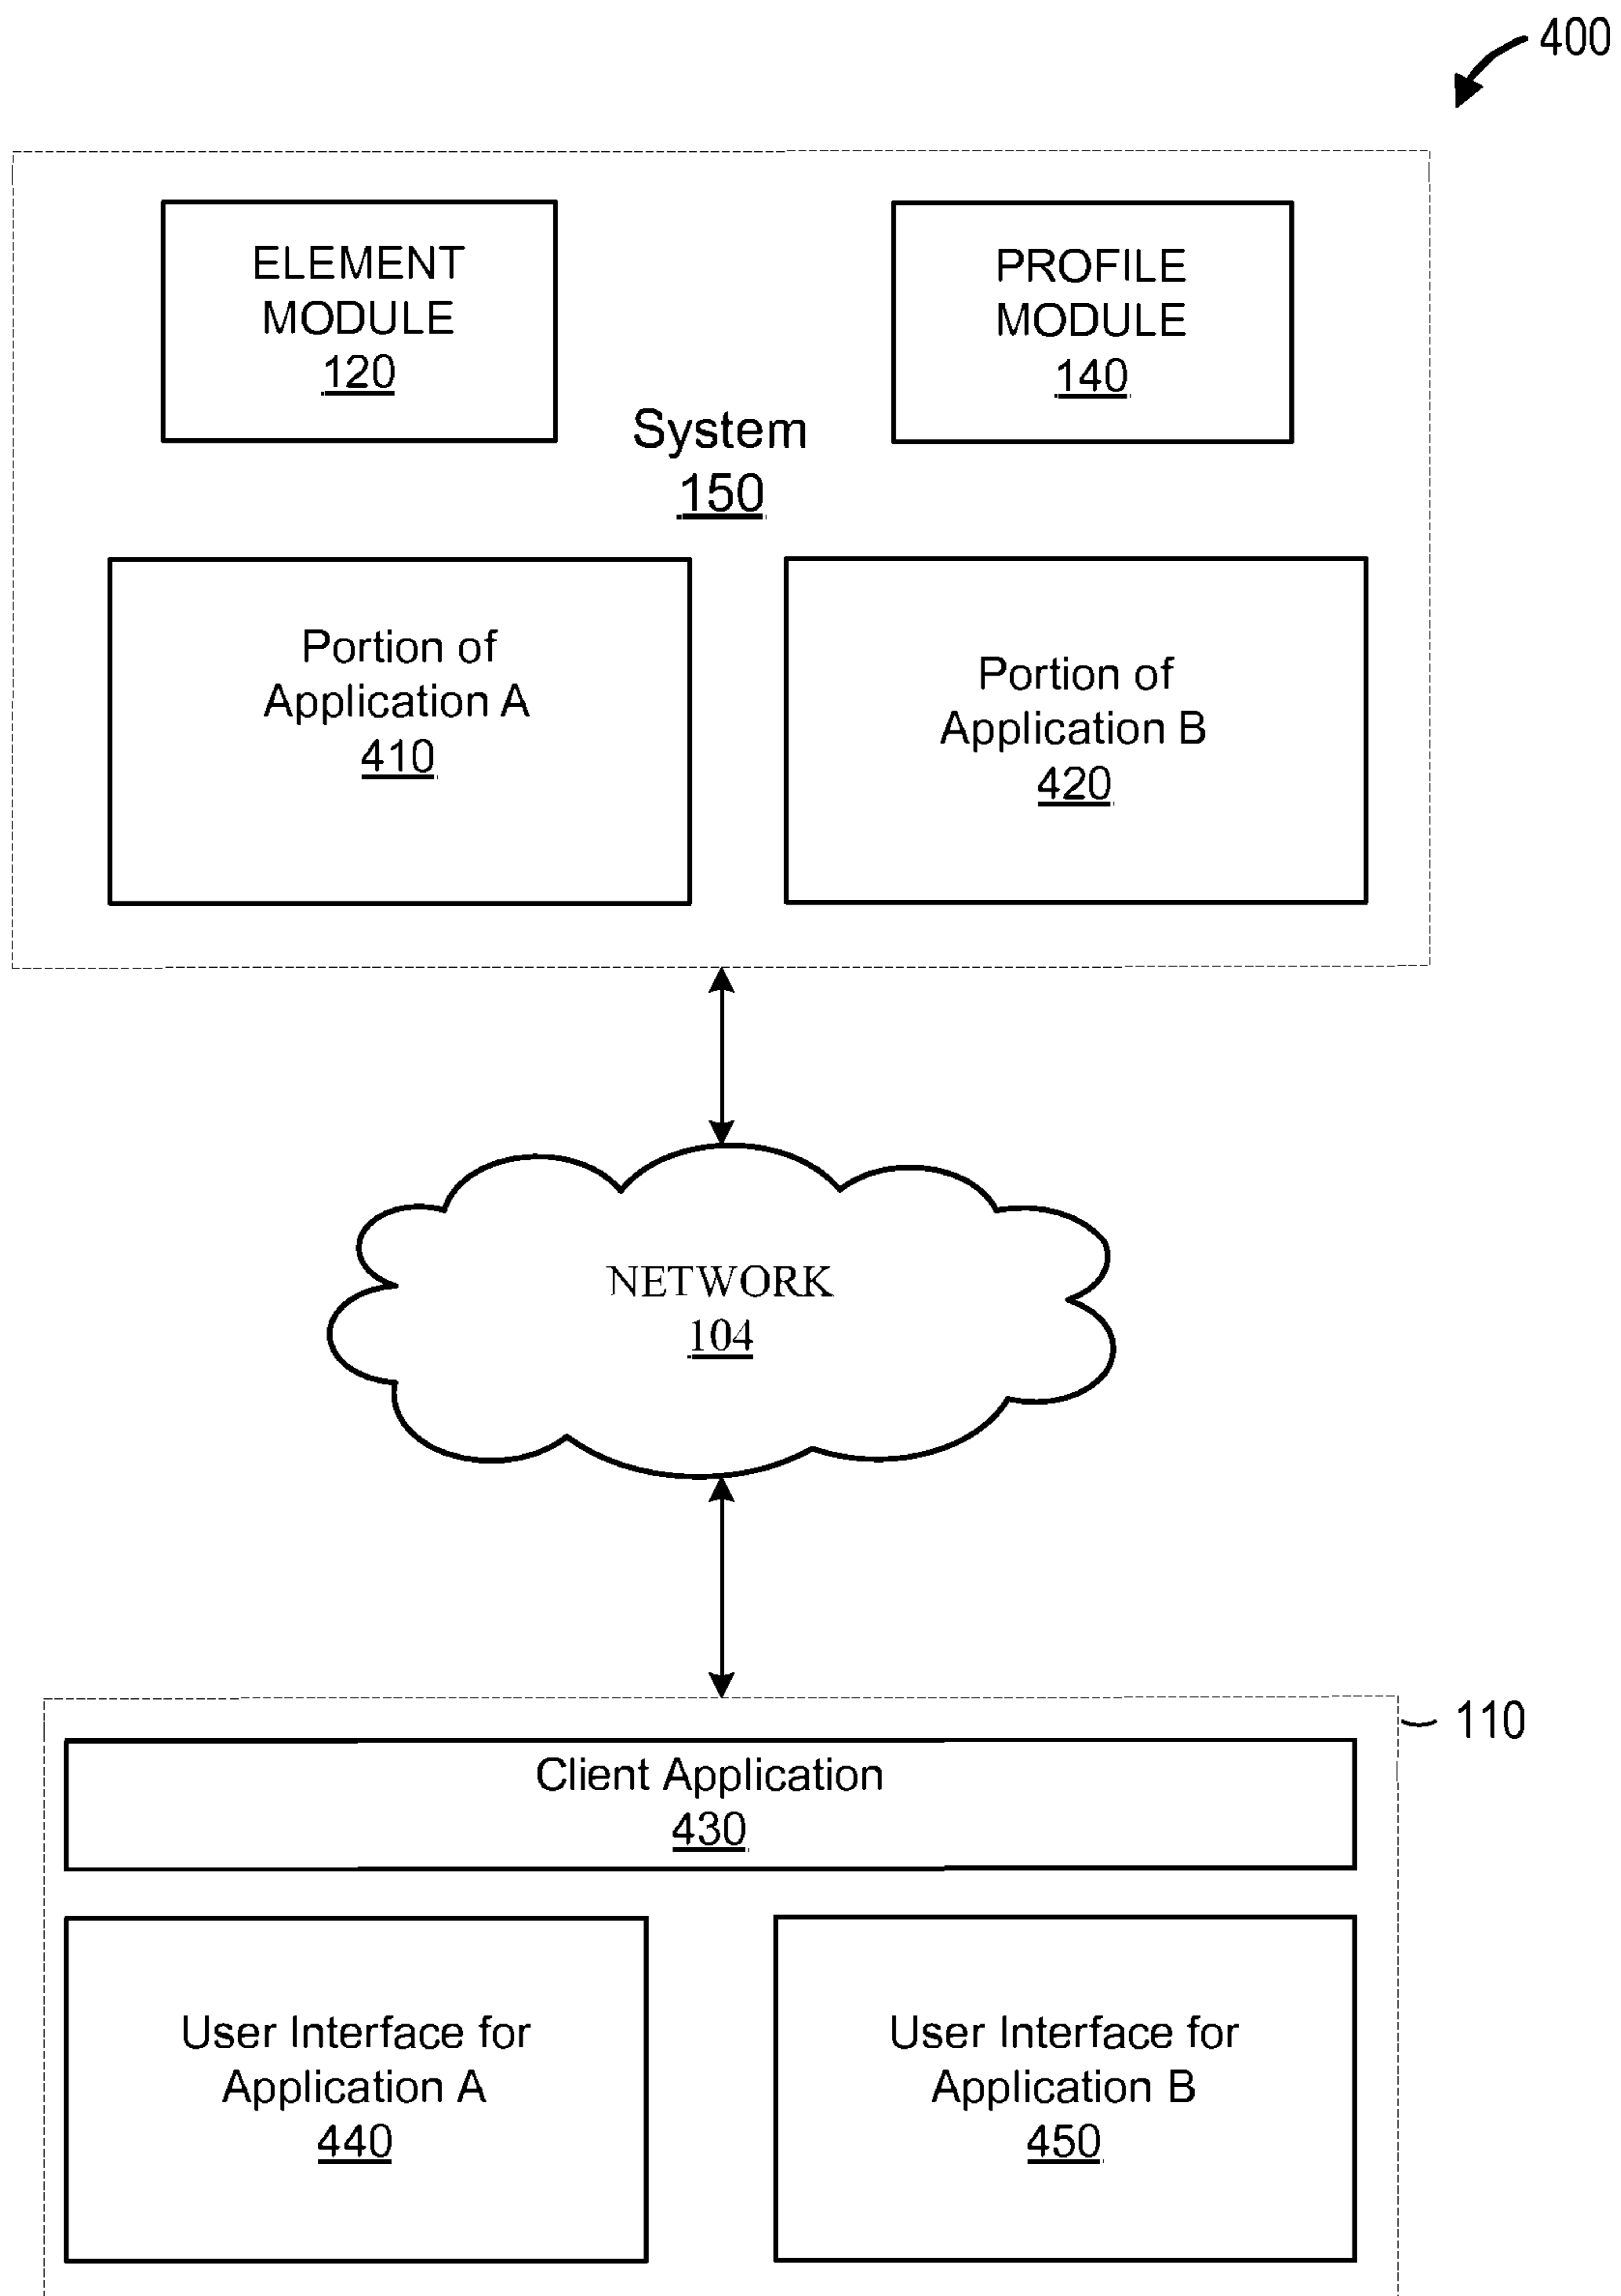 400
ELEMENT
MODULE
120
PROFILE
MODULE
140
System
150
Portion of
Application A
410
Portion of
Application B
420
NETWORK
104
110
Client Application
430
User Interface for
Application A
440
User Interface for
Application B
450